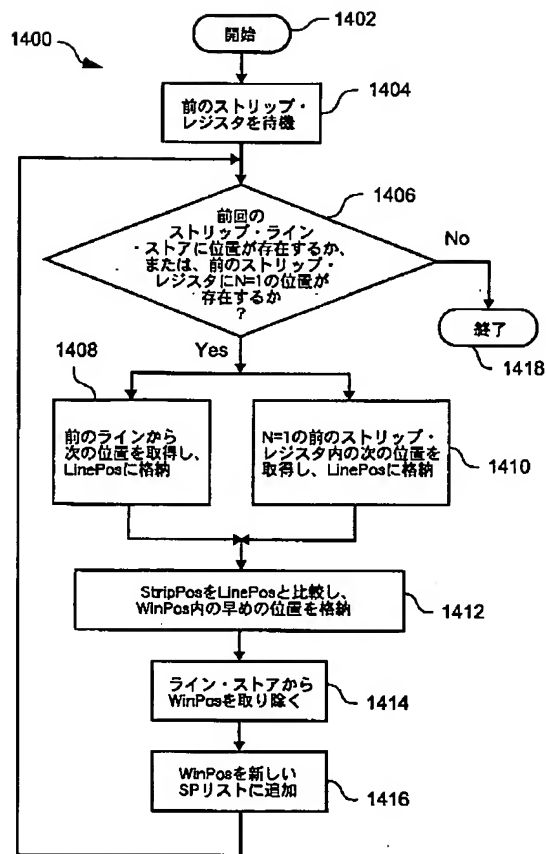 1400
開始
1402
前のストリップ・
レジスタを待機
1404
前回の
ストリップ・ライン
・ストアに位置が存在するか、
または、前のストリップ・
レジスタにN=1の位置が
存在するか
?
1406
No
終了
1418
Yes
1408
前のラインから
次の位置を取得し、
LinePosに格納
N=1の前のストリップ・
レジスタ内の次の位置を
取得し、LinePosに格納
1410
StripPosをLinePosと比較し、
WinPos内の早めの位置を格納
1412
ライン・ストアから
WinPosを取り除く
1414
WinPosを新しい
SPリストに追加
1416